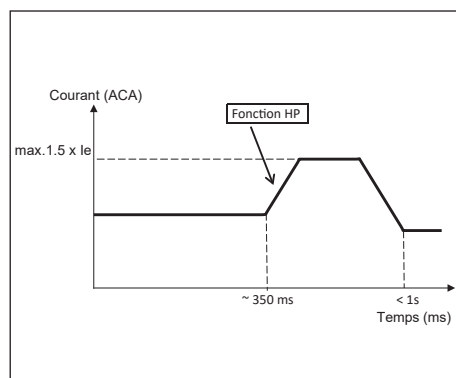 Courant (ACA)
Fonction HP
max.1.5 x Ie
~ 350 ms
< 1s
Temps (ms)